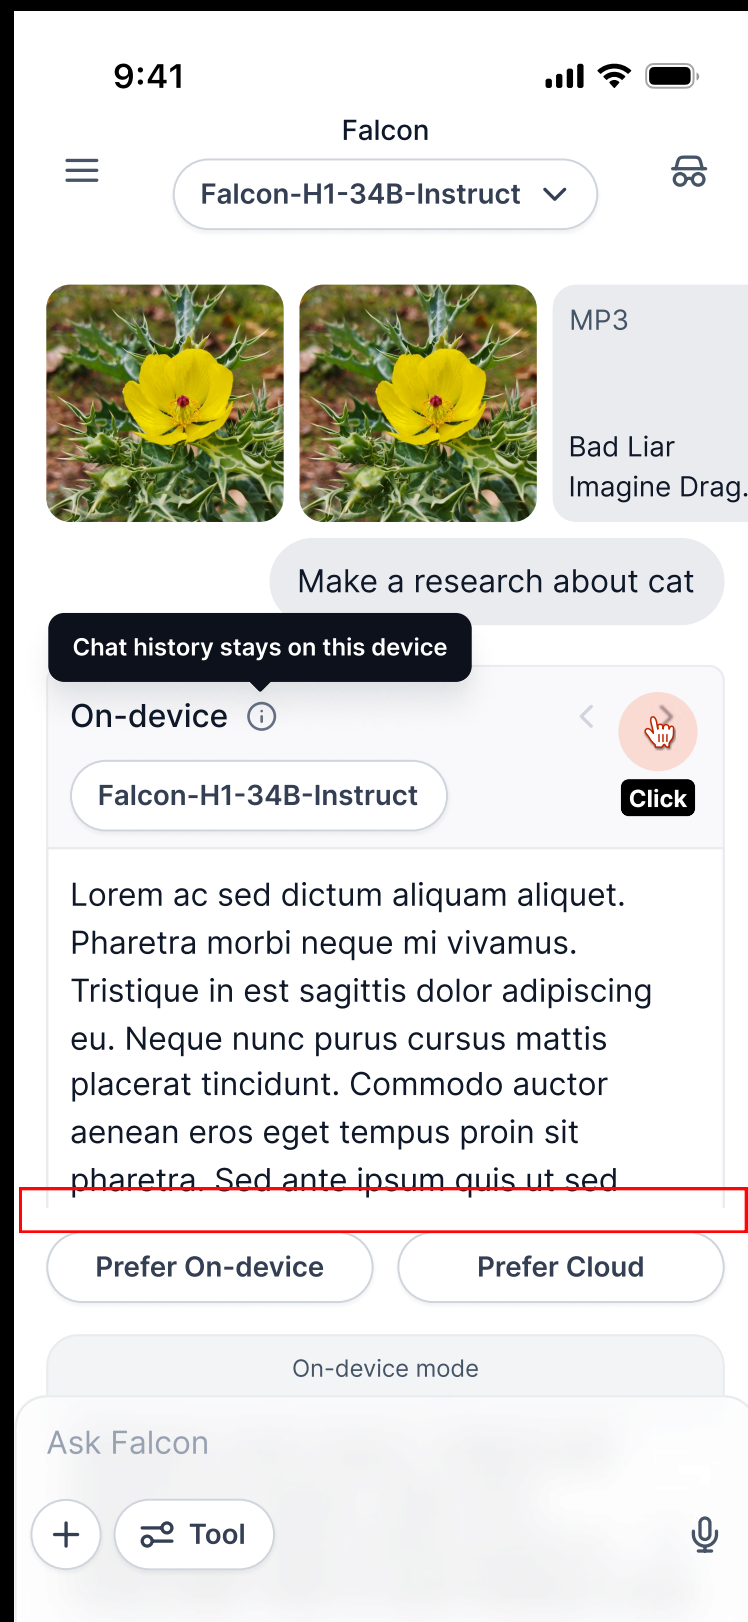 9:41
Falcon
Falcon-H1-34B-Instruct
MP3
Bad Liar
Imagine Drag.
Make a research about cat
Chat history stays on this device
On-device
Click
Falcon-H1-34B-Instruct
Lorem ac sed dictum aliquam aliquet.
Pharetra morbi neque mi vivamus.
Tristique in est sagittis dolor adipiscing
eu. Neque nunc purus cursus mattis
placerat tincidunt. Commodo auctor
aenean eros eget tempus proin sit
pharetra. Sed ante ipsum quis ut sed
Prefer On-device
Prefer Cloud
On-device mode
Ask Falcon
Tool